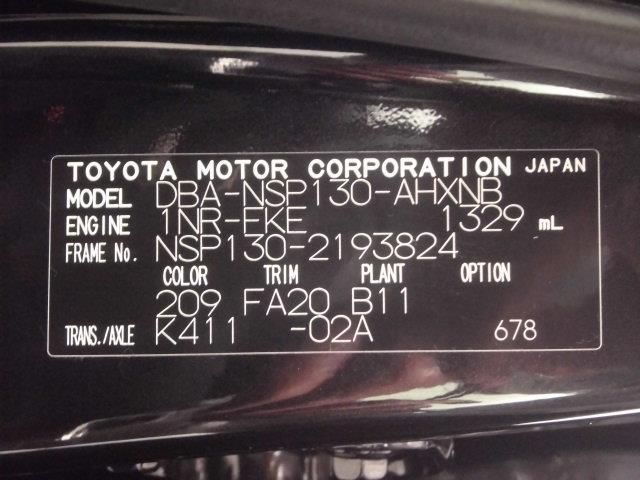 TOYOTA MOTOR CORPORATION JAPAN
MODEL DBA-NSP130-AHXNB
ENGINE 1NR-FKE 1329 mL
FRAME No. NSP130-2193824
COLOR TRIM PLANT OPTION
209 FA20 B11
TRANS./AXLE K411 -02A 678